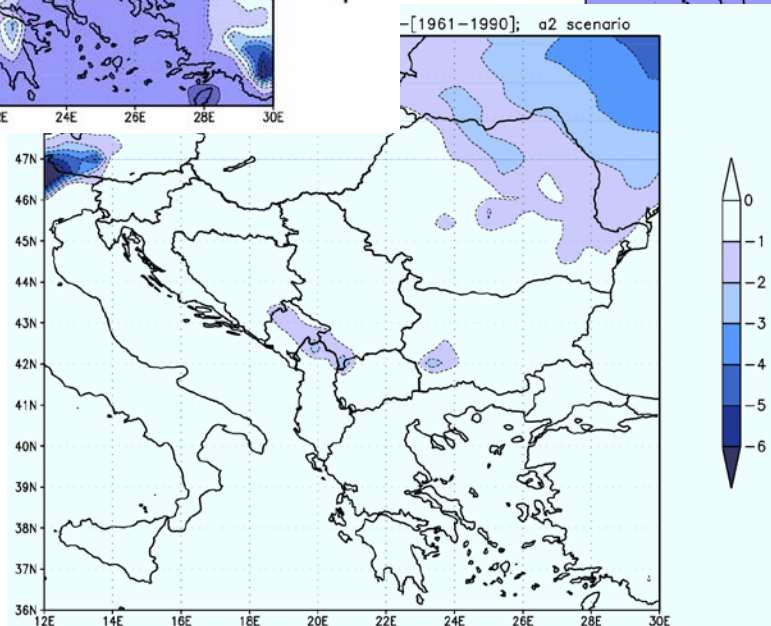 24E 26E 28E 30E
-[1961-1990]; a2 scenario
47N
46N
45N
44N
43N
42N
41N
40N
39N
38N
37N
36N
12E 14E 16E 18E 20E 22E 24E 26E 28E 30E
0
-1
-2
-3
-4
-5
-6